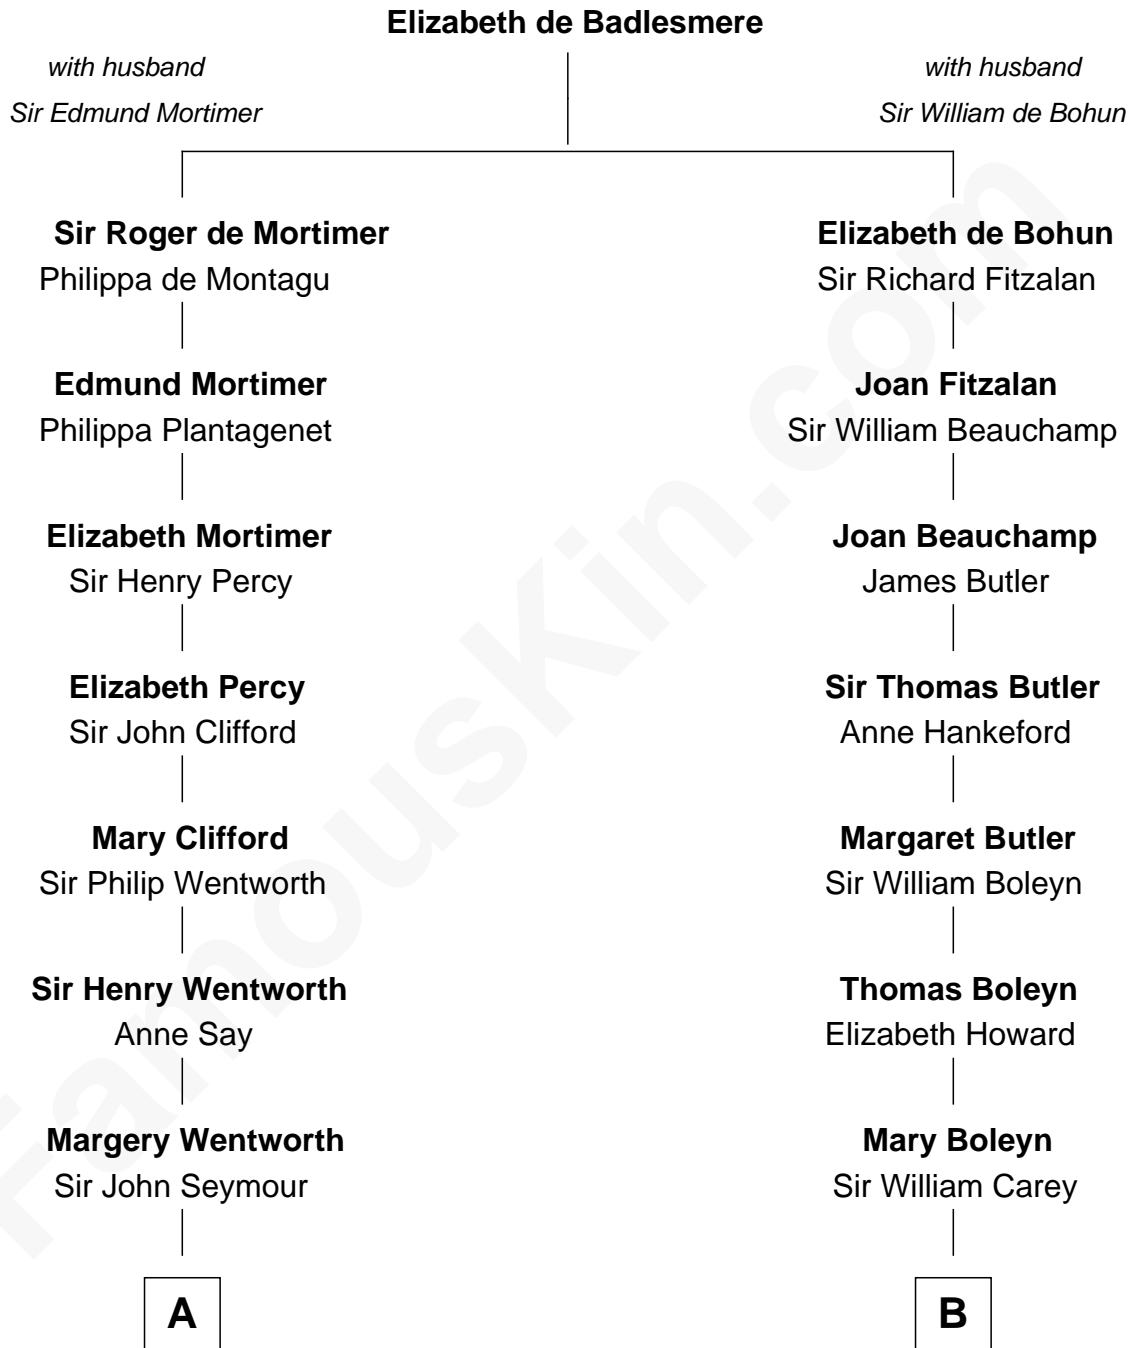 Elizabeth de Badlesmere
with husband
Sir Edmund Mortimer
with husband
Sir William de Bohun
Sir Roger de Mortimer
Philippa de Montagu
Elizabeth de Bohun
Sir Richard Fitzalan
Edmund Mortimer
Philippa Plantagenet
Joan Fitzalan
Sir William Beauchamp
Elizabeth Mortimer
Sir Henry Percy
Joan Beauchamp
James Butler
Elizabeth Percy
Sir John Clifford
Sir Thomas Butler
Anne Hankeford
Mary Clifford
Sir Philip Wentworth
Margaret Butler
Sir William Boleyn
Sir Henry Wentworth
Anne Say
Thomas Boleyn
Elizabeth Howard
Margery Wentworth
Sir John Seymour
Mary Boleyn
Sir William Carey
A
B
FamousKin.com